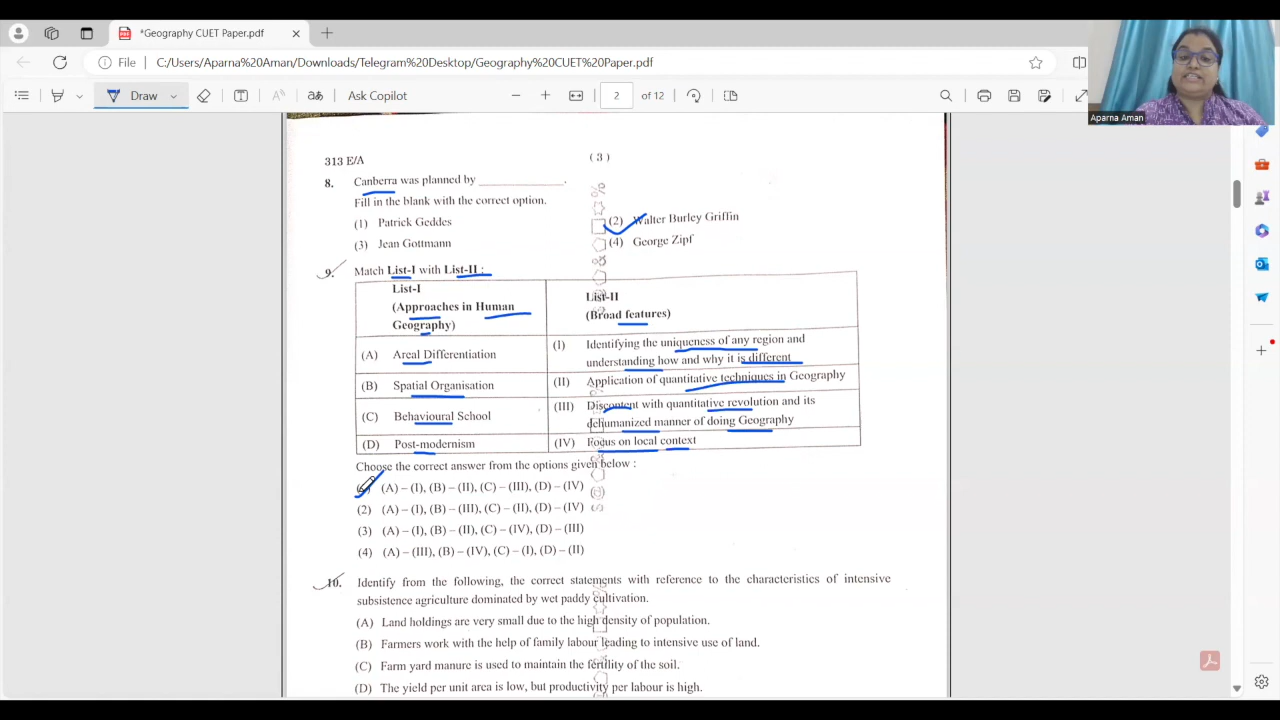 *Geography CUET Paper.pdf
File
C:/Users/Aparna%20Aman/Downloads/Telegram%20Desktop/Geography%20CUET%20Paper.pdf
Draw
Ask Copilot
2
of 12
Aparna Aman
313 E/A
( 3 )
8. Canberra was planned by ____________.
Fill in the blank with the correct option.
(1) Patrick Geddes
(2) Walter Burley Griffin
(3) Jean Gottmann
(4) George Zipf
9. Match List-I with List-II :
List-I
(Approaches in Human
Geography)
List-II
(Broad features)
(A) Areal Differentiation
(I) Identifying the uniqueness of any region and
understanding how and why it is different
(B) Spatial Organisation
(II) Application of quantitative techniques in Geography
(C) Behavioural School
(III) Discontent with quantitative revolution and its
dehumanized manner of doing Geography
(D) Post-modernism
(IV) Focus on local context
Choose the correct answer from the options given below :
(A) – (I), (B) – (II), (C) – (III), (D) – (IV)
(2) (A) – (I), (B) – (III), (C) – (II), (D) – (IV)
(3) (A) – (I), (B) – (II), (C) – (IV), (D) – (III)
(4) (A) – (III), (B) – (IV), (C) – (I), (D) – (II)
10. Identify from the following, the correct statements with reference to the characteristics of intensive
subsistence agriculture dominated by wet paddy cultivation.
(A) Land holdings are very small due to the high density of population.
(B) Farmers work with the help of family labour leading to intensive use of land.
(C) Farm yard manure is used to maintain the fertility of the soil.
(D) The yield per unit area is low, but productivity per labour is high.